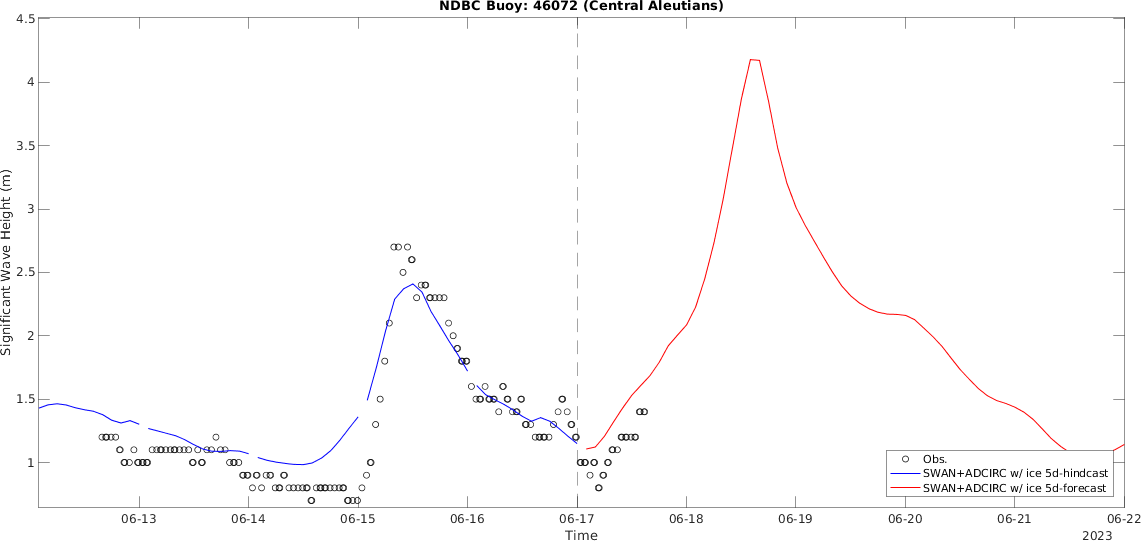 NDBC Buoy: 46072 (Central Aleutians)
4.5
4
3.5
3
2.5
2
1.5
1
Significant Wave Height (m)
Obs.
SWAN+ADCIRC w/ ice 5d-hindcast
SWAN+ADCIRC w/ ice 5d-forecast
06-13 06-14 06-15 06-16 06-17 06-18 06-19 06-20 06-21 06-22
Time
2023